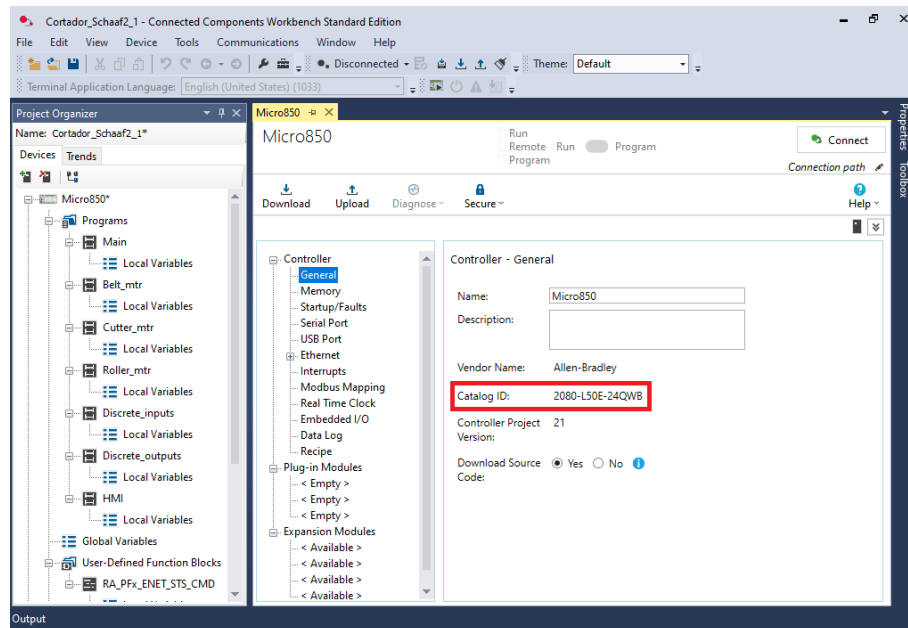 Cortador_Schaaf2_1 - Connected Components Workbench Standard Edition
File Edit View Device Tools Communications Window Help
Disconnected Theme: Default
Terminal Application Language: English (United States) (1033)
Project Organizer
Name: Cortador_Schaaf2_1*
Devices Trends
Micro850*
Programs
Main
Local Variables
Belt_mtr
Local Variables
Cutter_mtr
Local Variables
Roller_mtr
Local Variables
Discrete_inputs
Local Variables
Discrete_outputs
Local Variables
HMI
Local Variables
Global Variables
User-Defined Function Blocks
RA_PFx_ENET_STS_CMD
Micro850
Micro850
Run
Remote Run Program
Program
Connect
Connection path
Download Upload Diagnose Secure Help
Controller
General
Memory
Startup/Faults
Serial Port
USB Port
Ethernet
Interrupts
Modbus Mapping
Real Time Clock
Embedded I/O
Data Log
Recipe
Plug-in Modules
< Empty >
< Empty >
< Empty >
Expansion Modules
< Available >
< Available >
< Available >
< Available >
Controller - General
Name: Micro850
Description:
Vendor Name: Allen-Bradley
Catalog ID: 2080-L50E-24QWB
Controller Project 21
Version:
Download Source Yes No
Code:
Properties
Toolbox
Output